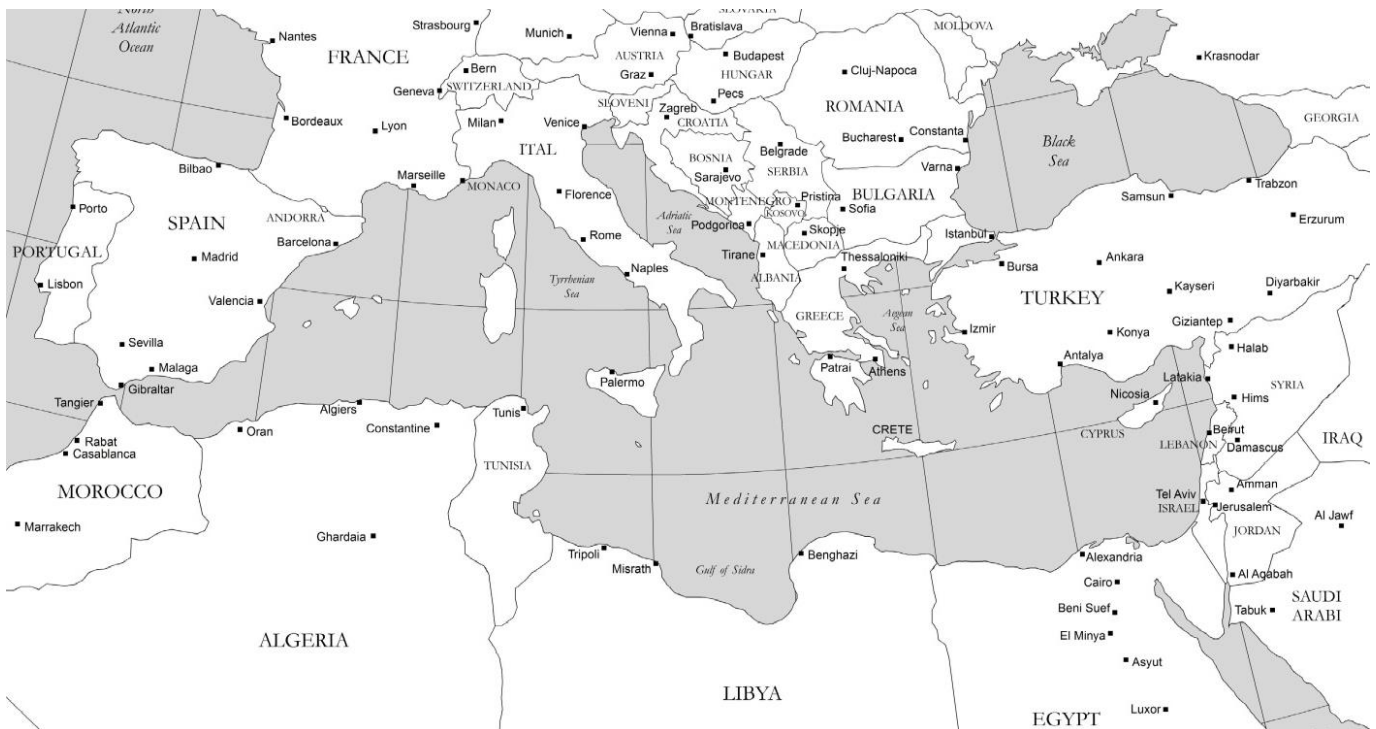 North
Atlantic
Ocean
Nantes
FRANCE
Strasbourg
Munich
Vienna
Bratislava
SLOVAKIA
MOLDOVA
Krasnodar
AUSTRIA
Budapest
HUNGAR
Bern
SWITZERLAND
Geneva
Graz
Pecs
Cluj-Napoca
ROMANIA
GEORGIA
Bordeaux
Lyon
Milan
Venice
SLOVENI
Zagreb
CROATIA
Bucharest
Constanta
Black
Sea
ITAL
BOSNIA
Sarajevo
Belgrade
SERBIA
Varna
BULGARIA
Bilbao
Marseille
MONACO
Florence
MONTENEGRO
Pristina
KOSOVO
Sofia
Samsun
Trabzon
Erzurum
Porto
SPAIN
ANDORRA
Barcelona
Adriatic
Sea
Podgorica
Skopje
MACEDONIA
Istanbul
PORTUGAL
Madrid
Rome
Tirane
ALBANIA
Thessaloniki
Bursa
Ankara
Naples
Tyrrhenian
Sea
Lisbon
Valencia
TURKEY
Kayseri
Diyarbakir
GREECE
Aegean
Sea
Izmir
Konya
Giziantep
Sevilla
Malaga
Gibraltar
Palermo
Patrai
Athens
Antalya
Halab
Latakia
SYRIA
Nicosia
Hims
Tangier
Algiers
Tunis
Oran
Constantine
CRETE
CYPRUS
Beirut
LEBANON
Damascus
IRAQ
Rabat
Casablanca
TUNISIA
MOROCCO
Mediterranean Sea
Tel Aviv
ISRAEL
Amman
Jerusalem
JORDAN
Al Jawf
Marrakech
Ghardaia
Tripoli
Misrath
Gulf of Sidra
Benghazi
Alexandria
Cairo
Al Aqabah
Beni Suef
Tabuk
SAUDI
ARABI
El Minya
Asyut
ALGERIA
LIBYA
EGYPT
Luxor